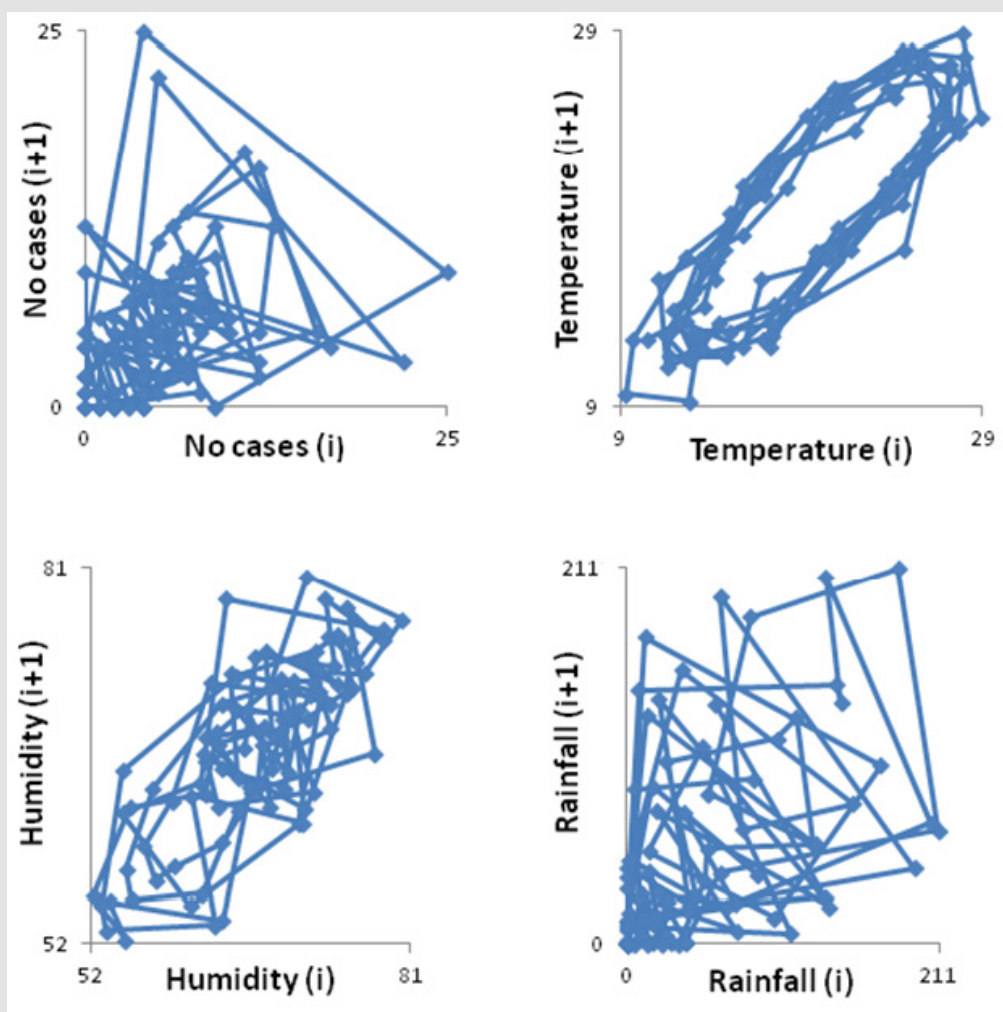 25
No cases (i+1)
0
0
25
No cases (i)
29
Temperature (i+1)
9
9
29
Temperature (i)
81
Humidity (i+1)
52
52
81
Humidity (i)
211
Rainfall (i+1)
0
0
211
Rainfall (i)